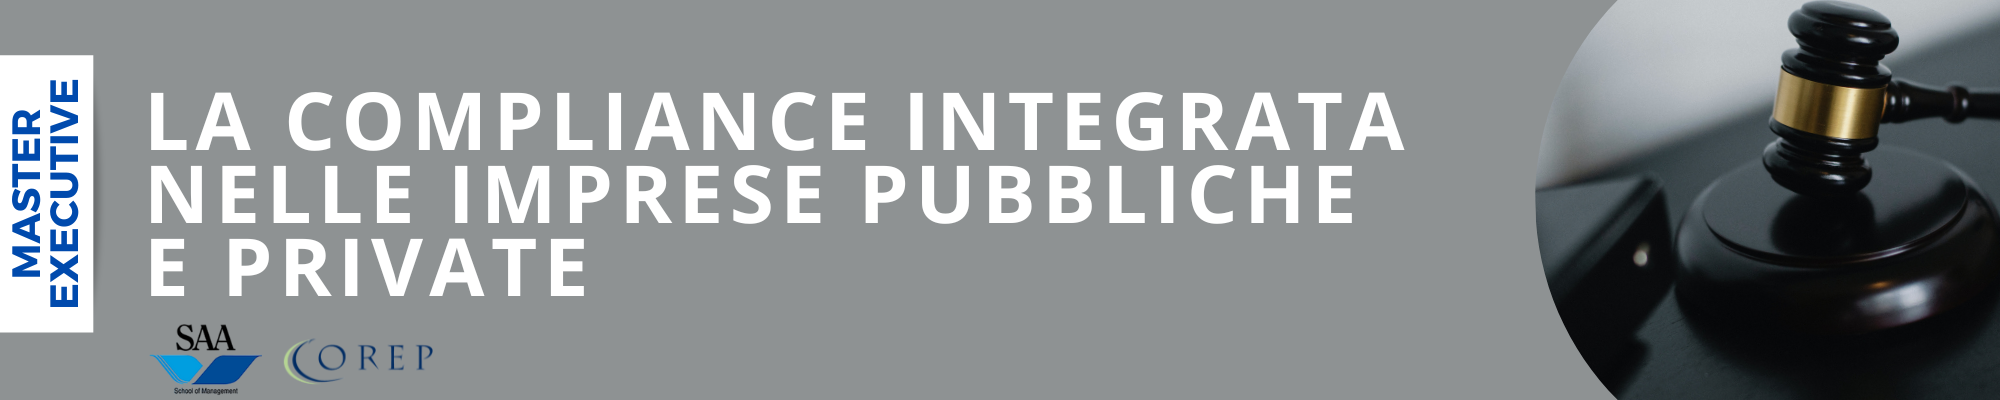 MASTER
EXECUTIVE
LA COMPLIANCE INTEGRATA
NELLE IMPRESE PUBBLICHE
E PRIVATE
SAA
School of Management
COREP